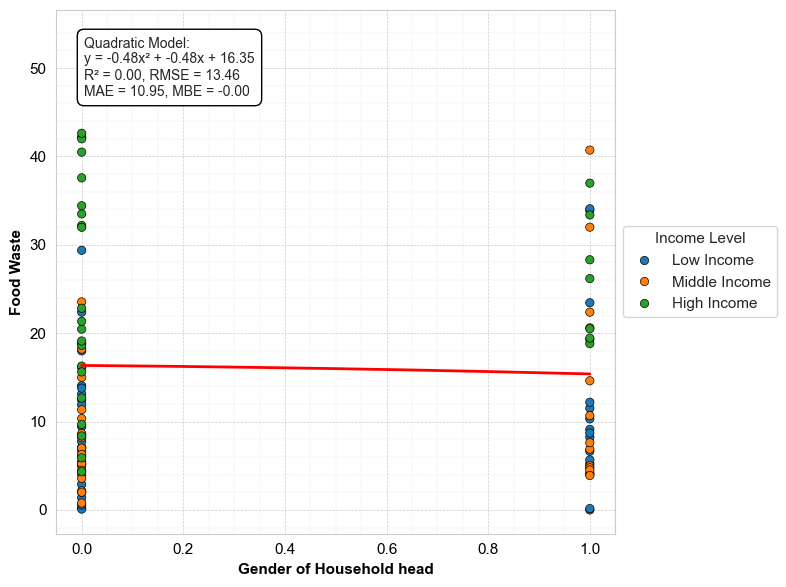 Quadratic Model:
y = -0.48x² + -0.48x + 16.35
R² = 0.00, RMSE = 13.46
MAE = 10.95, MBE = -0.00
50
40
30
20
10
0
Food Waste
0.0 0.2 0.4 0.6 0.8 1.0
Gender of Household head
Income Level
Low Income
Middle Income
High Income